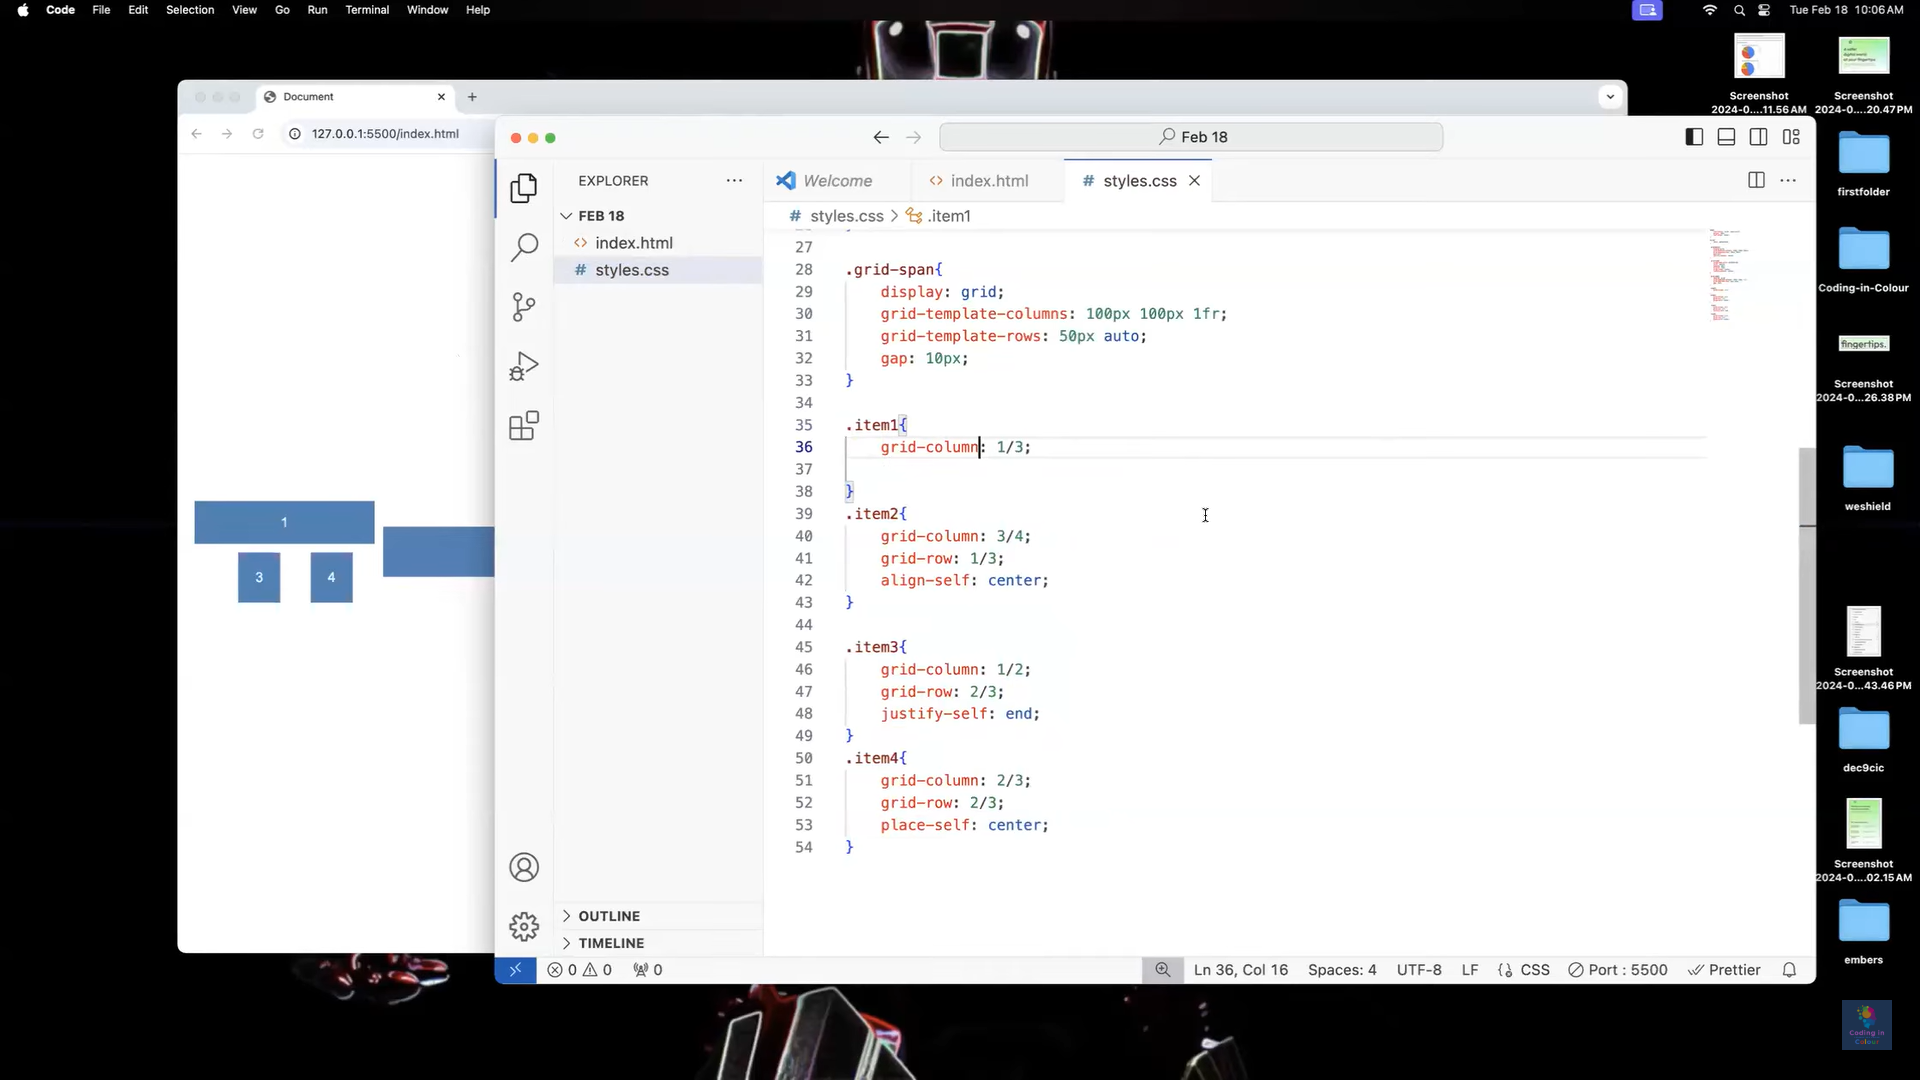 Code File Edit Selection View Go Run Terminal Window Help
Tue Feb 18 10:06 AM
Document
127.0.0.1:5500/index.html
1
3 4
Feb 18
EXPLORER
FEB 18
index.html
styles.css
OUTLINE
TIMELINE
Welcome index.html styles.css
styles.css > .item1
27
28 .grid-span{
29 display: grid;
30 grid-template-columns: 100px 100px 1fr;
31 grid-template-rows: 50px auto;
32 gap: 10px;
33 }
34
35 .item1{
36 grid-column: 1/3;
37
38 }
39 .item2{
40 grid-column: 3/4;
41 grid-row: 1/3;
42 align-self: center;
43 }
44
45 .item3{
46 grid-column: 1/2;
47 grid-row: 2/3;
48 justify-self: end;
49 }
50 .item4{
51 grid-column: 2/3;
52 grid-row: 2/3;
53 place-self: center;
54 }
0 0 0
Ln 36, Col 16 Spaces: 4 UTF-8 LF {} CSS Port : 5500 Prettier
Screenshot
2024-0....11.56 AM
Screenshot
2024-0....20.47 PM
firstfolder
Coding-in-Colour
fingertips.
Screenshot
2024-0...26.38 PM
weshield
Screenshot
2024-0...43.46 PM
dec9cic
Screenshot
2024-0....02.15 AM
embers
Coding in
Colour